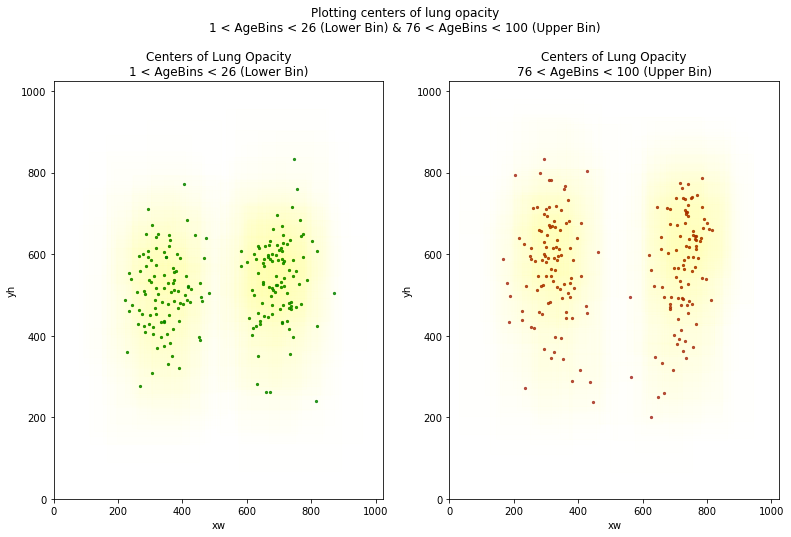 Plotting centers of lung opacity
1 < AgeBins < 26 (Lower Bin) & 76 < AgeBins < 100 (Upper Bin)
Centers of Lung Opacity
1 < AgeBins < 26 (Lower Bin)
1000
800
600
400
200
0
yh
0 200 400 600 800 1000
xw
Centers of Lung Opacity
76 < AgeBins < 100 (Upper Bin)
1000
800
600
400
200
0
yh
0 200 400 600 800 1000
xw